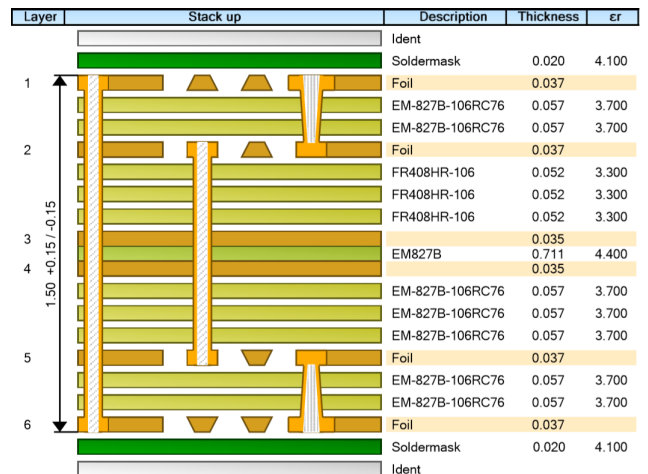 Layer Stack up Description Thickness εr
Ident
Soldermask 0.020 4.100
1 Foil 0.037
EM-827B-106RC76 0.057 3.700
EM-827B-106RC76 0.057 3.700
2 Foil 0.037
FR408HR-106 0.052 3.300
FR408HR-106 0.052 3.300
FR408HR-106 0.052 3.300
3 0.035
EM827B 0.711 4.400
4 0.035
1.50 +0.15 / -0.15
EM-827B-106RC76 0.057 3.700
EM-827B-106RC76 0.057 3.700
EM-827B-106RC76 0.057 3.700
5 Foil 0.037
EM-827B-106RC76 0.057 3.700
EM-827B-106RC76 0.057 3.700
6 Foil 0.037
Soldermask 0.020 4.100
Ident